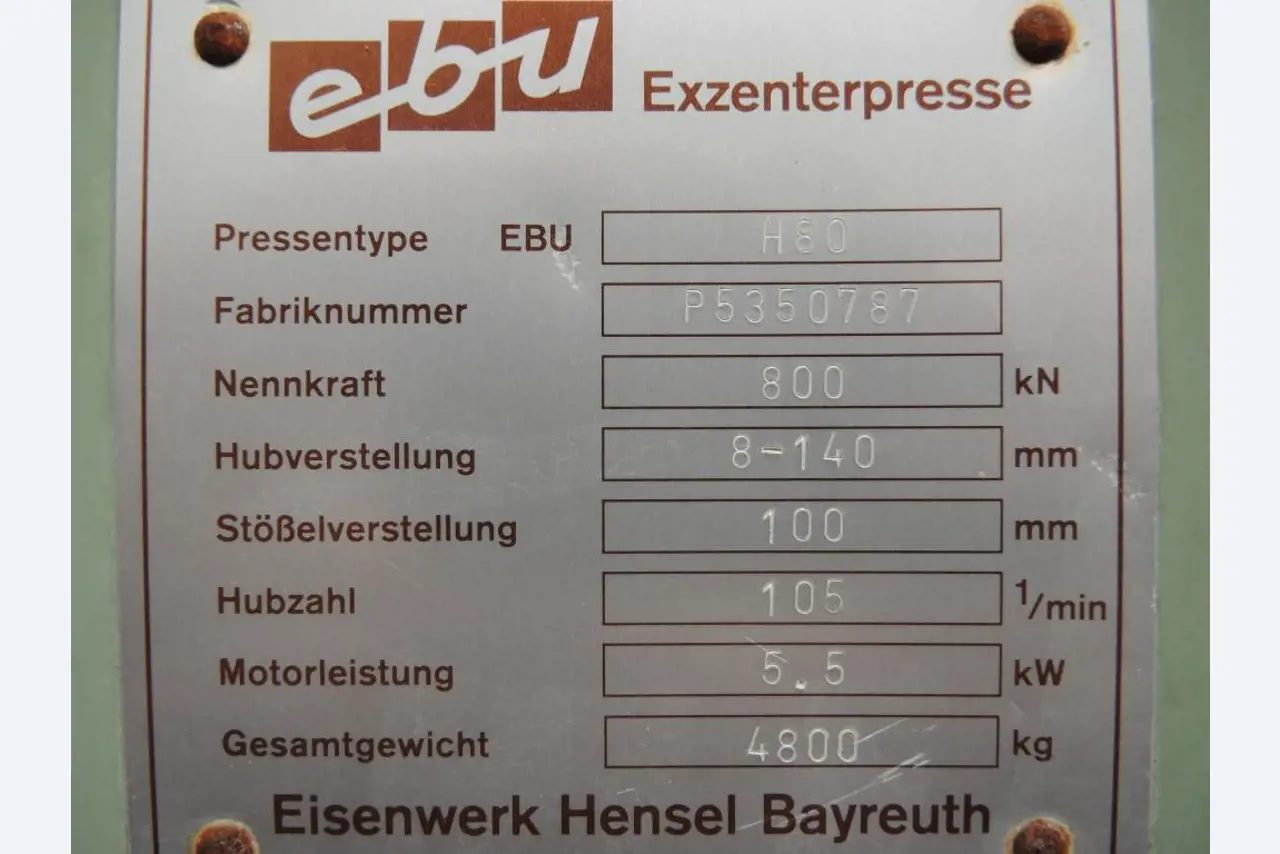 ebu Exzenterpresse
Pressentype EBU H80
Fabriknummer P5350787
Nennkraft 800 kN
Hubverstellung 8-140 mm
Stößelverstellung 100 mm
Hubzahl 105 1/min
Motorleistung 5.5 kW
Gesamtgewicht 4800 kg
Eisenwerk Hensel Bayreuth